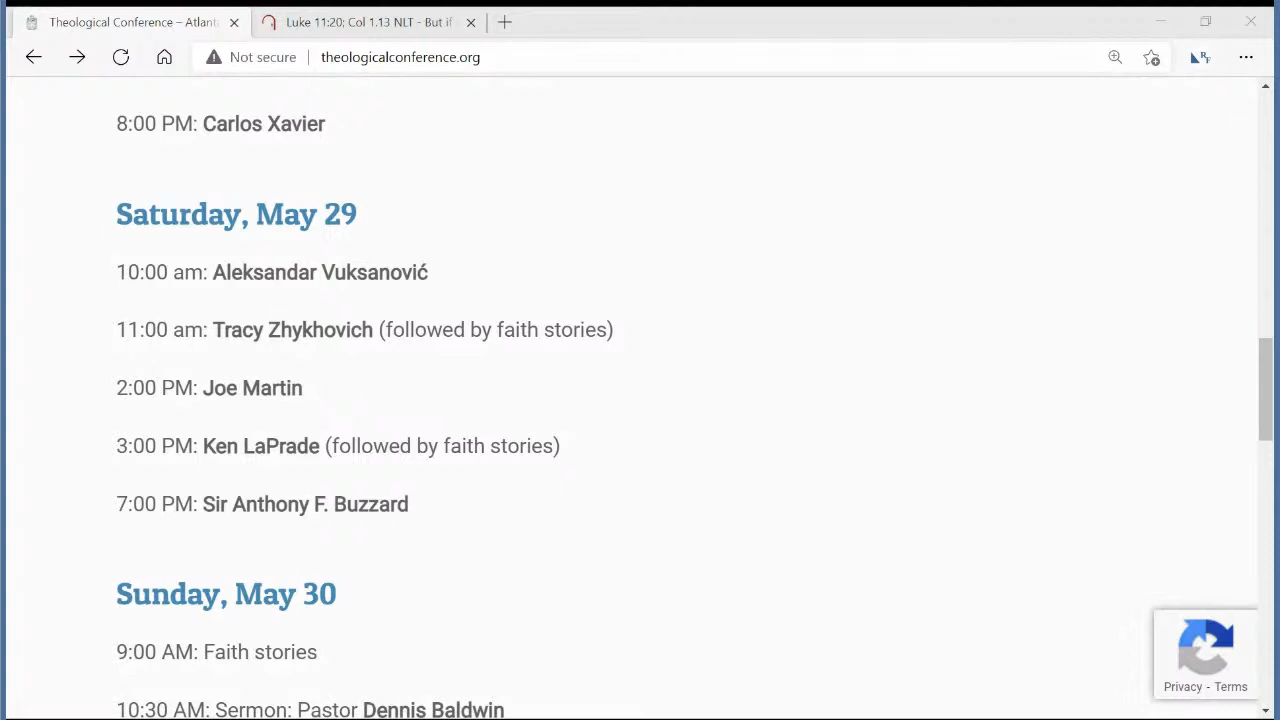 Theological Conference – Atlant
Luke 11:20; Col 1.13 NLT - But if
Not secure
theologicalconference.org
RF
8:00 PM: Carlos Xavier
Saturday, May 29
10:00 am: Aleksandar Vuksanović
11:00 am: Tracy Zhykhovich (followed by faith stories)
2:00 PM: Joe Martin
3:00 PM: Ken LaPrade (followed by faith stories)
7:00 PM: Sir Anthony F. Buzzard
Sunday, May 30
9:00 AM: Faith stories
10:30 AM: Sermon: Pastor Dennis Baldwin
Privacy - Terms